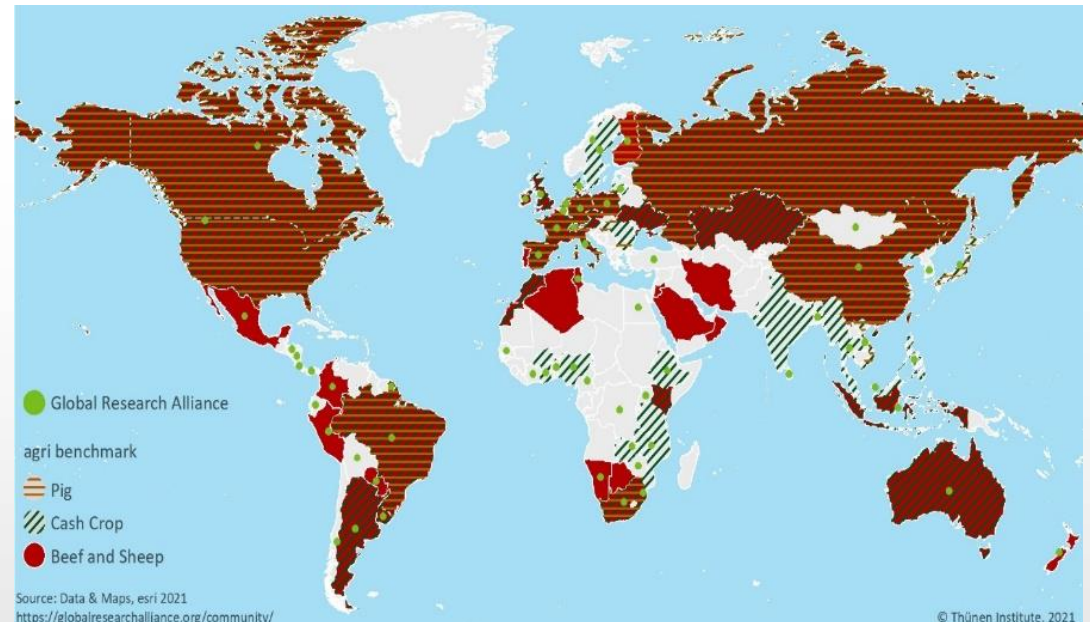 Global Research Alliance
agri benchmark
Pig
Cash Crop
Beef and Sheep
Source: Data & Maps, esri 2021
https://globalresearchalliance.org/community/
© Thünen Institute, 2021